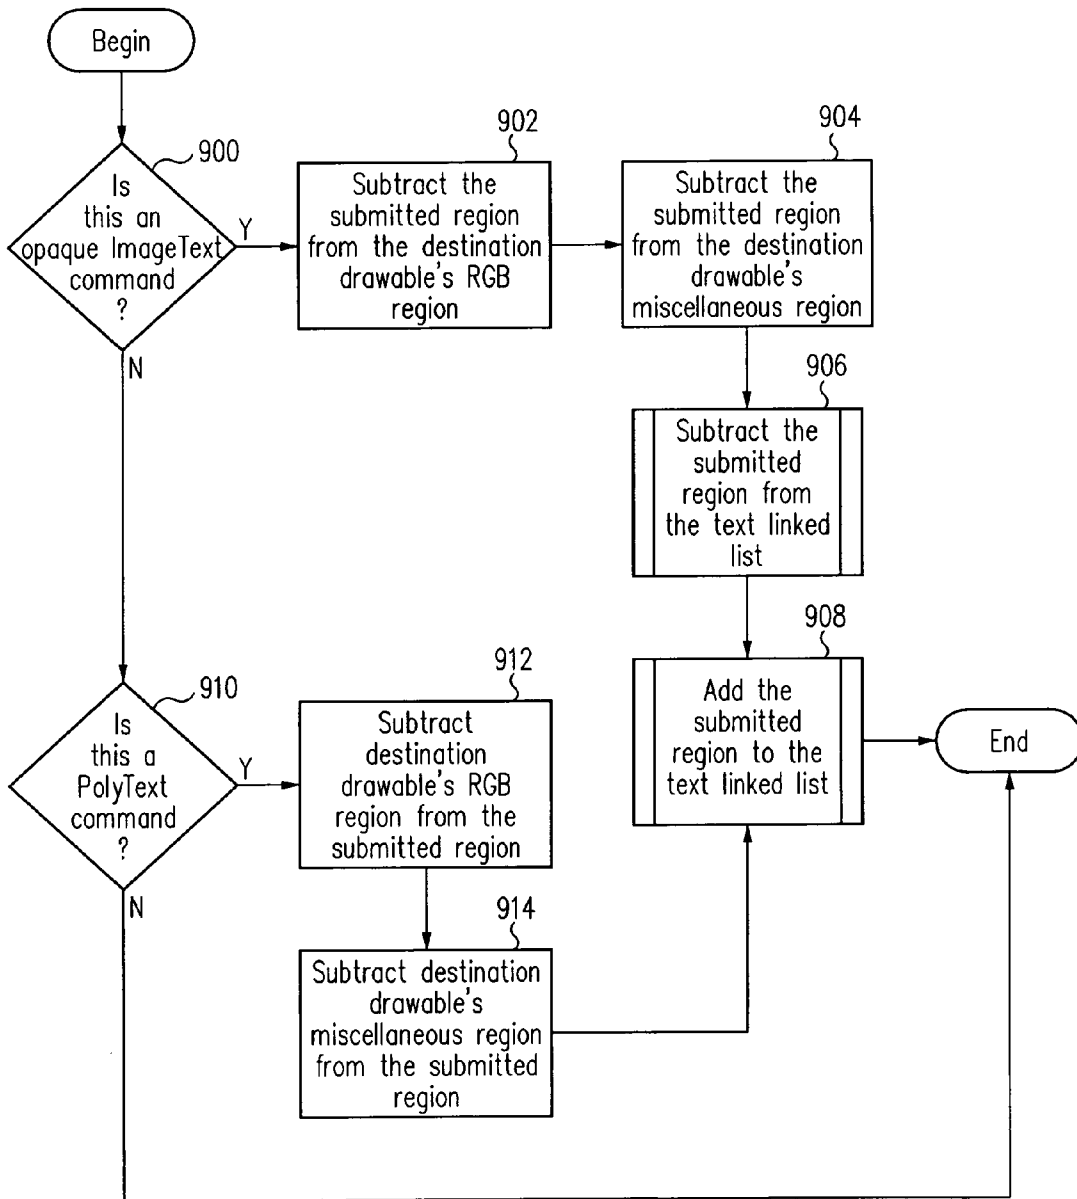 Begin
900
Is
this an
opaque ImageText
command
?
Y
N
902
Subtract the
submitted region
from the destination
drawable's RGB
region
904
Subtract the
submitted region
from the destination
drawable's
miscellaneous region
906
Subtract the
submitted
region from
the text linked
list
908
Add the
submitted
region to the
text linked list
End
910
Is
this a
PolyText
command
?
Y
N
912
Subtract
destination
drawable's RGB
region from the
submitted region
914
Subtract destination
drawable's
miscellaneous region
from the submitted
region